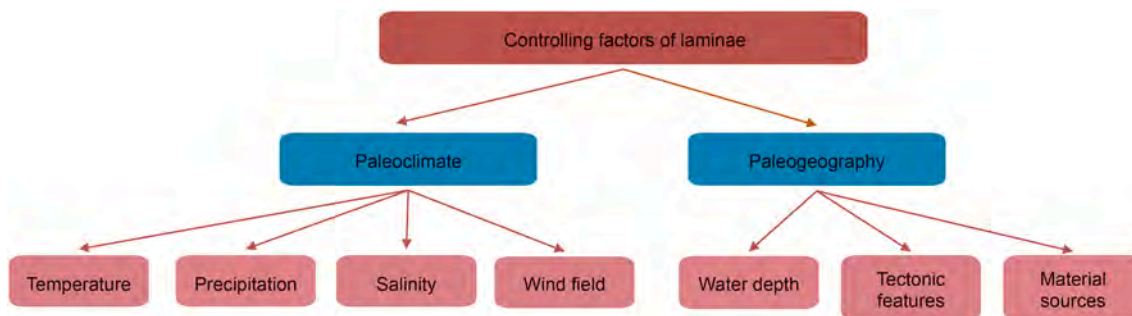 Controlling factors of laminae
Paleoclimate
Paleogeography
Temperature
Precipitation
Salinity
Wind field
Water depth
Tectonic
features
Material
sources